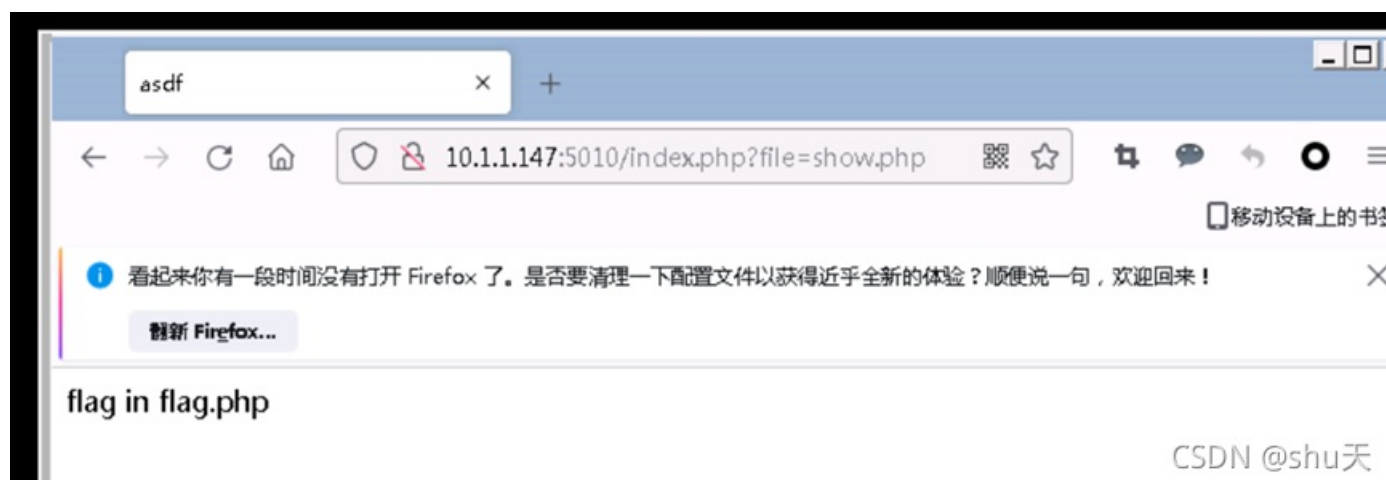 asdf
10.1.1.147:5010/index.php?file=show.php
移动设备上的书签
看起来你有一段时间没有打开 Firefox 了。是否要清理一下配置文件以获得近乎全新的体验？顺便说一句，欢迎回来！
翻新 Firefox...
flag in flag.php
CSDN @shu天